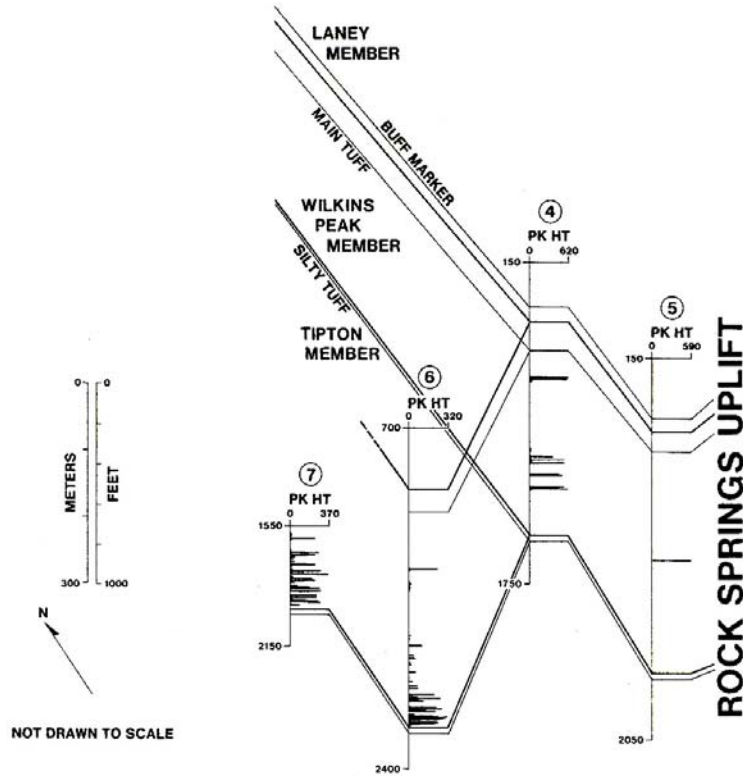 LANEY
MEMBER
MAIN TUFF
BUFF MARKER
WILKINS
PEAK
MEMBER
SILTY TUFF
TIPTON
MEMBER
4
PK HT
0 620
150
1750
5
PK HT
0 590
150
2050
6
PK HT
0 320
700
2400
7
PK HT
0 370
1550
2150
0 0
METERS
FEET
300 1000
N
NOT DRAWN TO SCALE
ROCK SPRINGS UPLIFT